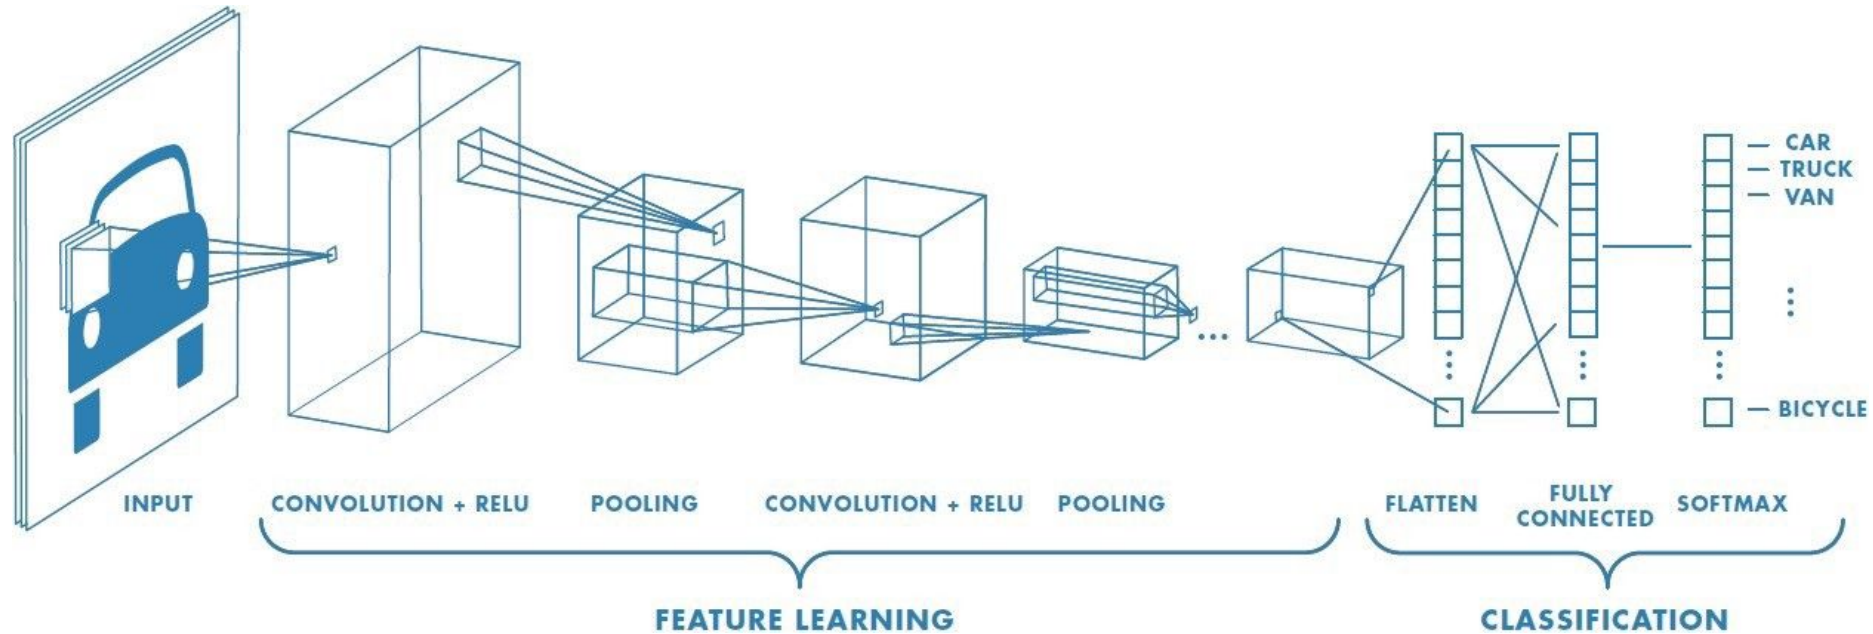 CAR
TRUCK
VAN
BICYCLE
INPUT
CONVOLUTION + RELU
POOLING
CONVOLUTION + RELU
POOLING
FLATTEN
FULLY
CONNECTED
SOFTMAX
FEATURE LEARNING
CLASSIFICATION